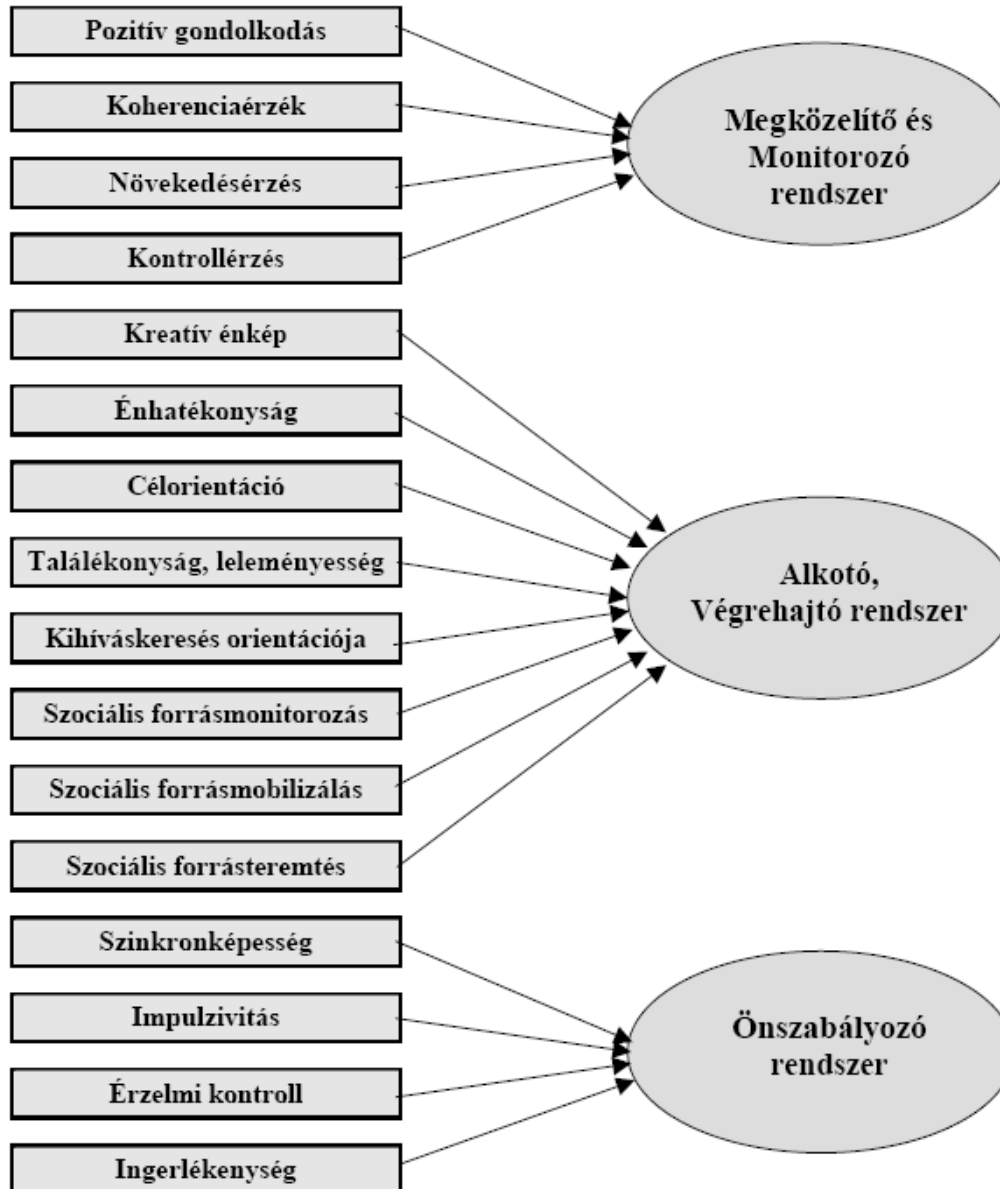 Pozitív gondolkodás
Koherenciaérzék
Növekedésérzés
Kontrollérzés
Megközelítő és
Monitorozó
rendszer
Kreatív énkép
Énhatékonyság
Célorientáció
Találékonyság, leleményesség
Kihíváskeresés orientációja
Szociális forrásmonitorozás
Szociális forrásmobilizálás
Szociális forrásteremtés
Alkotó,
Végrehajtó rendszer
Szinkronképesség
Impulzivitás
Érzelmi kontroll
Ingerlékenység
Önszabályozó
rendszer